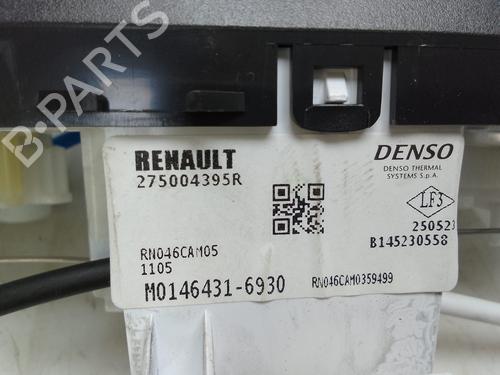 B-PARTS
RENAULT
275004395R
DENSO
DENSO THERMAL
SYSTEMS S.p.A.
LF3
250523
B145230558
RN046CAM05
1105
M0146431-6930
RN046CAM0359499